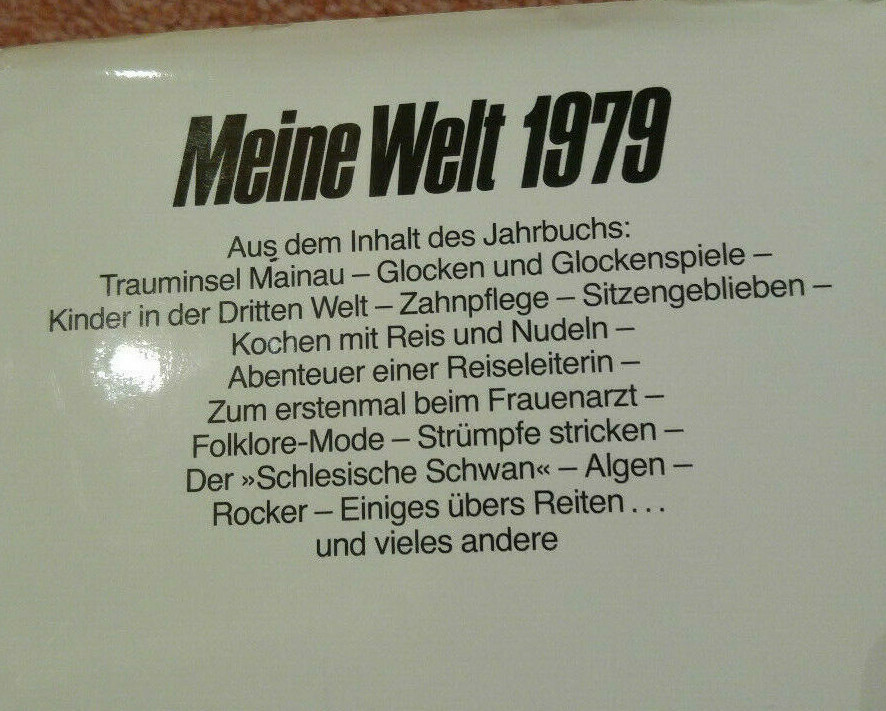 Meine Welt 1979
Aus dem Inhalt des Jahrbuchs:
Trauminsel Mainau – Glocken und Glockenspiele –
Kinder in der Dritten Welt – Zahnpflege – Sitzengeblieben –
Kochen mit Reis und Nudeln –
Abenteuer einer Reiseleiterin –
Zum erstenmal beim Frauenarzt –
Folklore-Mode – Strümpfe stricken –
Der »Schlesische Schwan« – Algen –
Rocker – Einiges übers Reiten ...
und vieles andere